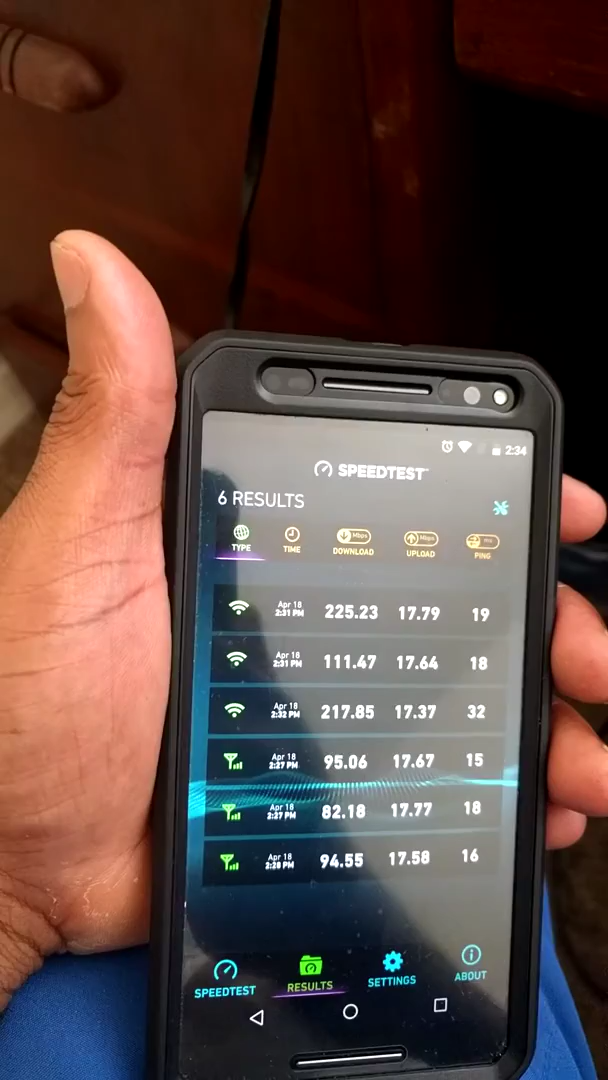 2:34
SPEEDTEST
6 RESULTS
Mbps Mbps ms
TYPE TIME DOWNLOAD UPLOAD PING
Apr 18 2:31 PM 225.23 17.79 19
Apr 18 2:31 PM 111.47 17.64 18
Apr 18 2:32 PM 217.85 17.37 32
Apr 18 2:27 PM 95.06 17.67 15
Apr 18 2:27 PM 82.18 17.77 18
Apr 18 2:28 PM 94.55 17.58 16
SPEEDTEST RESULTS SETTINGS ABOUT